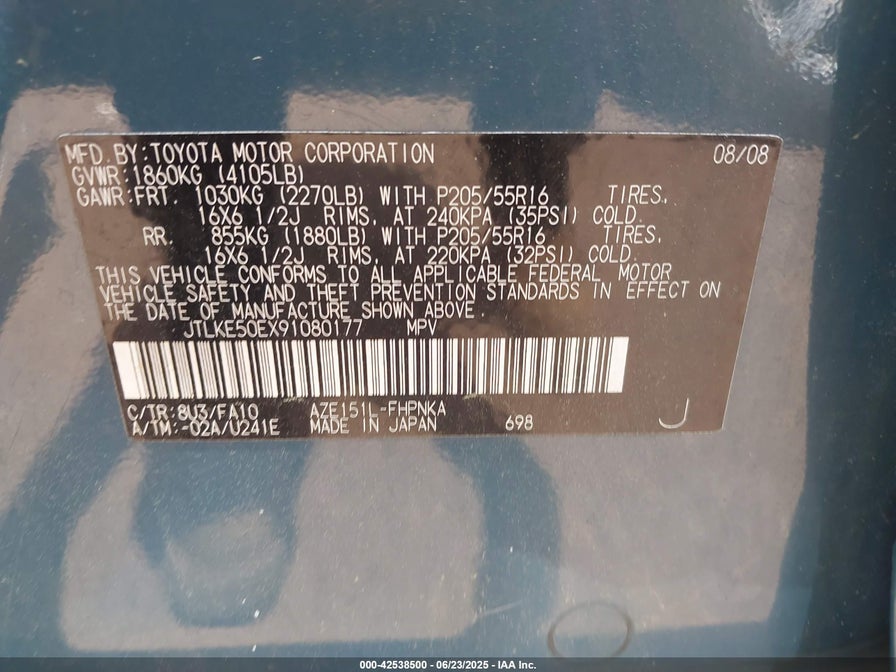 MFD.BY:TOYOTA MOTOR CORPORATION 08/08
GVWR:1860KG (4105LB)
GAWR:FRT. 1030KG (2270LB) WITH P205/55R16 TIRES,
16X6 1/2J RIMS, AT 240KPA (35PSI) COLD.
RR. 855KG (1880LB) WITH P205/55R16 TIRES,
16X6 1/2J RIMS, AT 220KPA (32PSI) COLD.
THIS VEHICLE CONFORMS TO ALL APPLICABLE FEDERAL MOTOR
VEHICLE SAFETY AND THEFT PREVENTION STANDARDS IN EFFECT ON
THE DATE OF MANUFACTURE SHOWN ABOVE.
JTLKE50EX91080177 MPV
C/TR:8U3/FA10 AZE151L-FHPNKA
A/TM:-02A/U241E MADE IN JAPAN 698 J
000-42538500 - 06/23/2025 - IAA Inc.